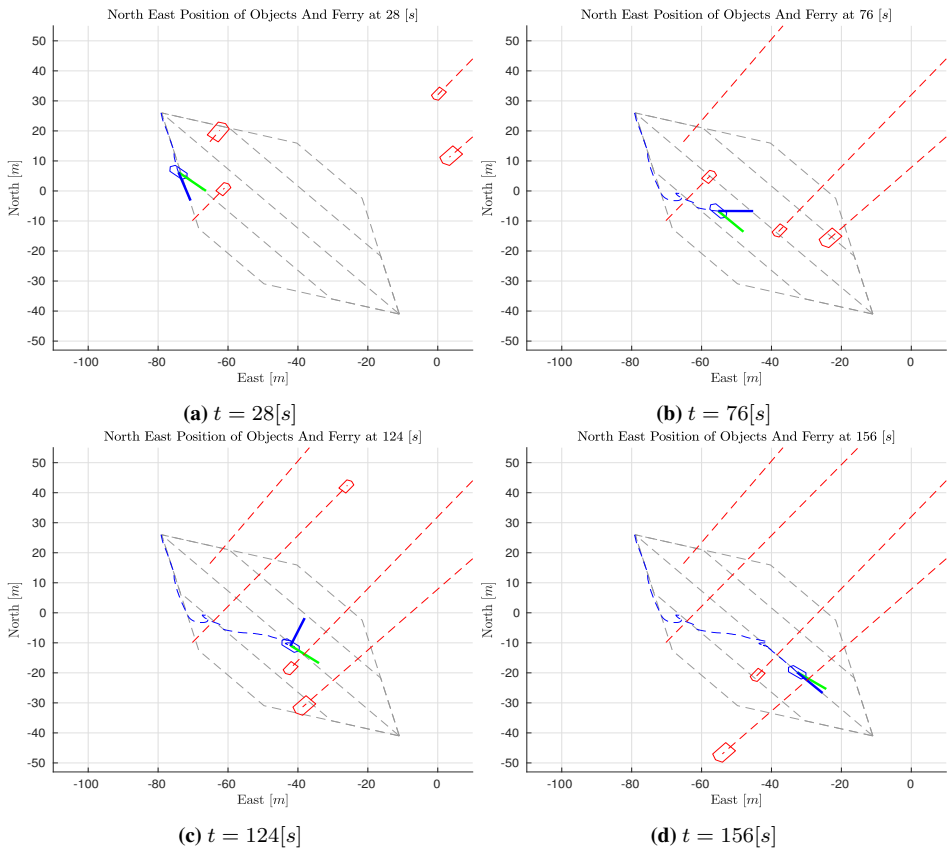 North East Position of Objects And Ferry at 28 [s]
50
40
30
20
10
0
-10
-20
-30
-40
-50
North [m]
-100 -80 -60 -40 -20 0
East [m]
(a) t = 28[s]
North East Position of Objects And Ferry at 76 [s]
50
40
30
20
10
0
-10
-20
-30
-40
-50
North [m]
-100 -80 -60 -40 -20 0
East [m]
(b) t = 76[s]
North East Position of Objects And Ferry at 124 [s]
50
40
30
20
10
0
-10
-20
-30
-40
-50
North [m]
-100 -80 -60 -40 -20 0
East [m]
(c) t = 124[s]
North East Position of Objects And Ferry at 156 [s]
50
40
30
20
10
0
-10
-20
-30
-40
-50
North [m]
-100 -80 -60 -40 -20 0
East [m]
(d) t = 156[s]